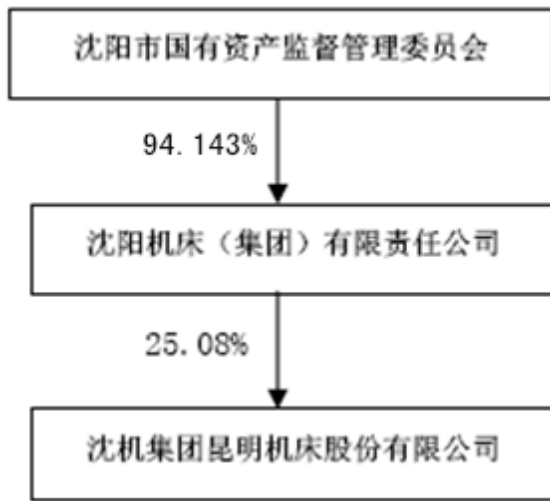 沈阳市国有资产监督管理委员会
94.143%
沈阳机床（集团）有限责任公司
25.08%
沈机集团昆明机床股份有限公司